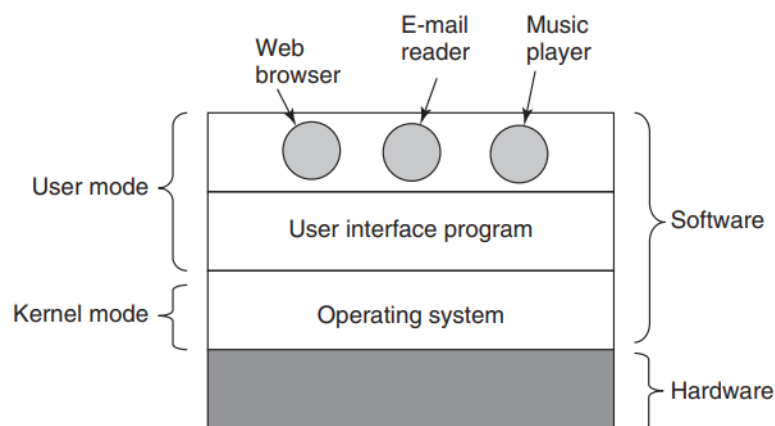 Web
browser
E-mail
reader
Music
player
User mode
User interface program
Software
Kernel mode
Operating system
Hardware